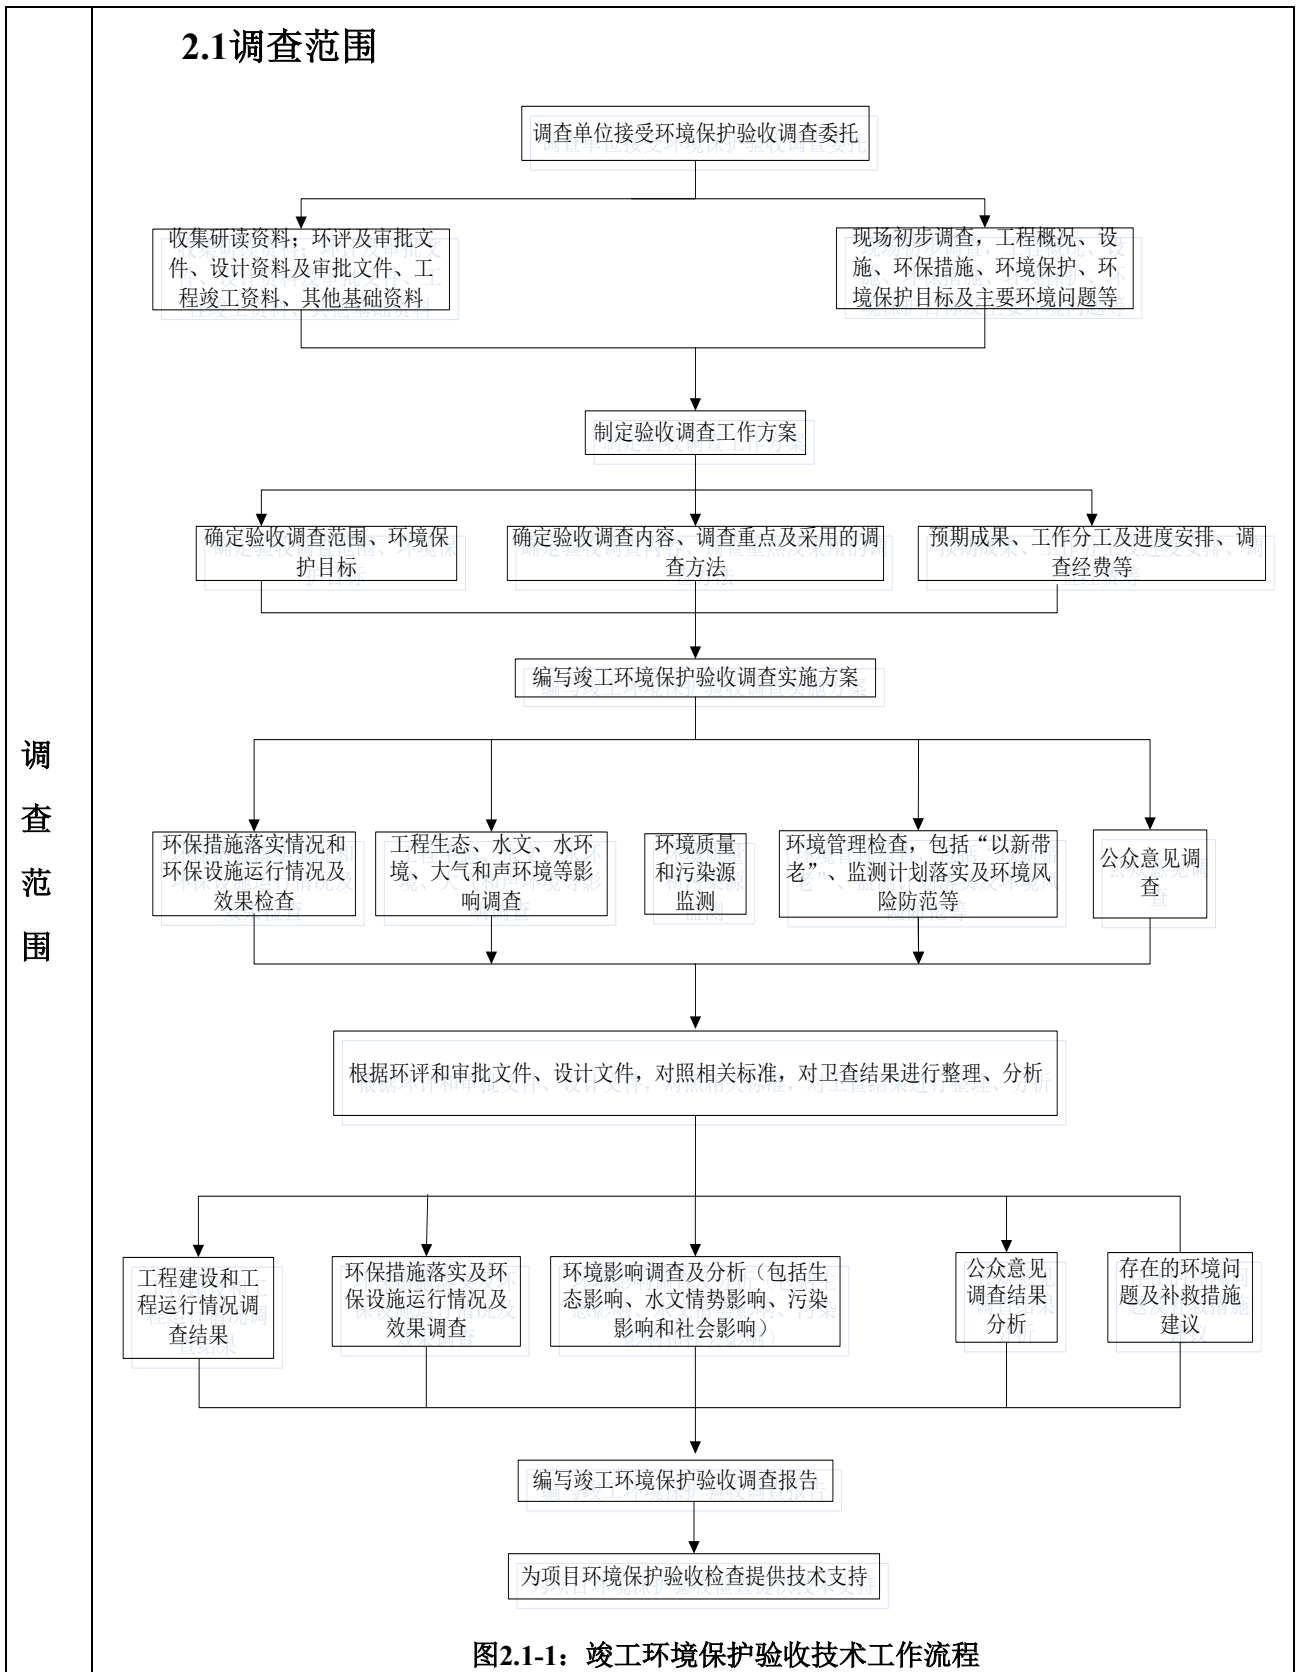 2.1调查范围
调查单位接受环境保护验收调查委托
收集研读资料；环评及审批文
件、设计资料及审批文件、工
程竣工资料、其他基础资料
现场初步调查，工程概况、设
施、环保措施、环境保护、环
境保护目标及主要环境问题等
制定验收调查工作方案
确定验收调查范围、环境保
护目标
确定验收调查内容、调查重点及采用的调
查方法
预期成果、工作分工及进度安排、调
查经费等
编写竣工环境保护验收调查实施方案
调
查
范
围
环保措施落实情况和
环保设施运行情况及
效果检查
工程生态、水文、水环
境、大气和声环境等影
响调查
环境质量
和污染源
监测
环境管理检查，包括“以新带
老”、监测计划落实及环境风
险防范等
公众意见调
查
根据环评和审批文件、设计文件，对照相关标准，对卫查结果进行整理、分析
工程建设和工
程运行情况调
查结果
环保措施落实及环
保设施运行情况及
效果调查
环境影响调查及分析（包括生
态影响、水文情势影响、污染
影响和社会影响）
公众意见
调查结果
分析
存在的环境问
题及补救措施
建议
编写竣工环境保护验收调查报告
为项目环境保护验收检查提供技术支持
图2.1-1：竣工环境保护验收技术工作流程